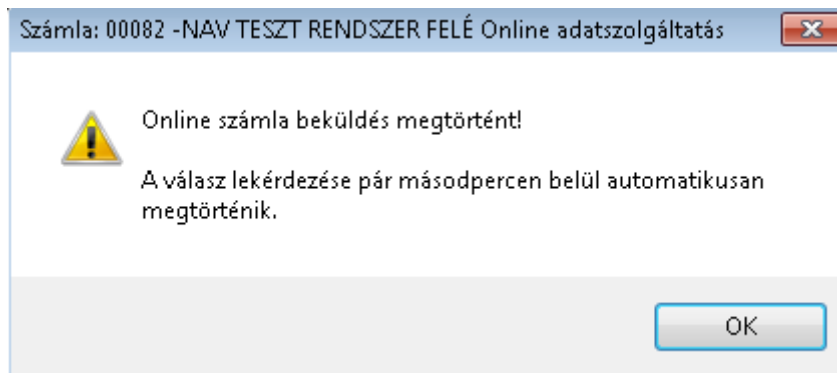 Számla: 00082 -NAV TESZT RENDSZER FELÉ Online adatszolgáltatás
Online számla beküldés megtörtént!
A válasz lekérdezése pár másodpercen belül automatikusan
megtörténik.
OK